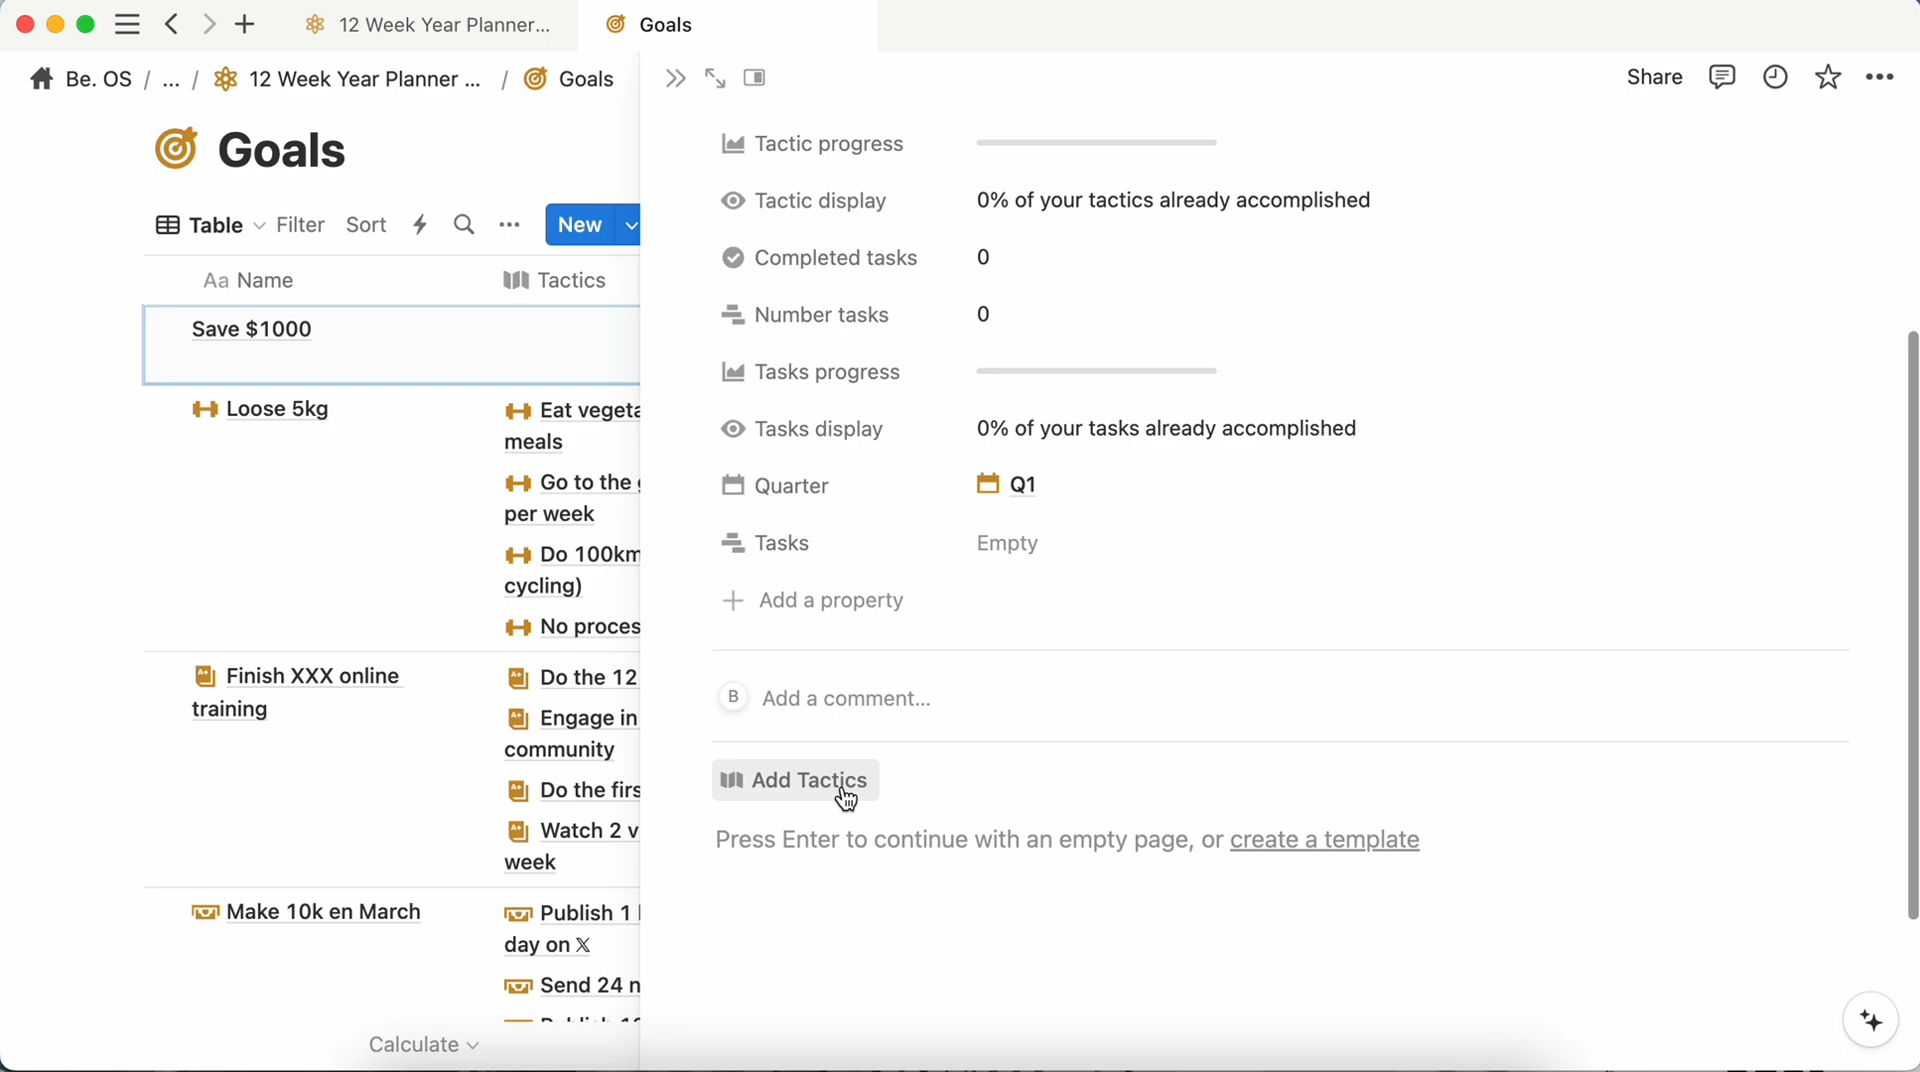 12 Week Year Planner...
Goals
Be. OS / ... / 12 Week Year Planner ... / Goals
Share
Goals
Table Filter Sort New
Aa Name
Tactics
Save $1000
Loose 5kg
Eat vegeta
meals
Go to the
per week
Do 100km
cycling)
No proces
Finish XXX online
training
Do the 12
Engage in
community
Do the firs
Watch 2 v
week
Make 10k en March
Publish 1
day on 𝕏
Send 24 n
Calculate
Tactic progress
Tactic display 0% of your tactics already accomplished
Completed tasks 0
Number tasks 0
Tasks progress
Tasks display 0% of your tasks already accomplished
Quarter Q1
Tasks Empty
+ Add a property
B Add a comment...
Add Tactics
Press Enter to continue with an empty page, or create a template